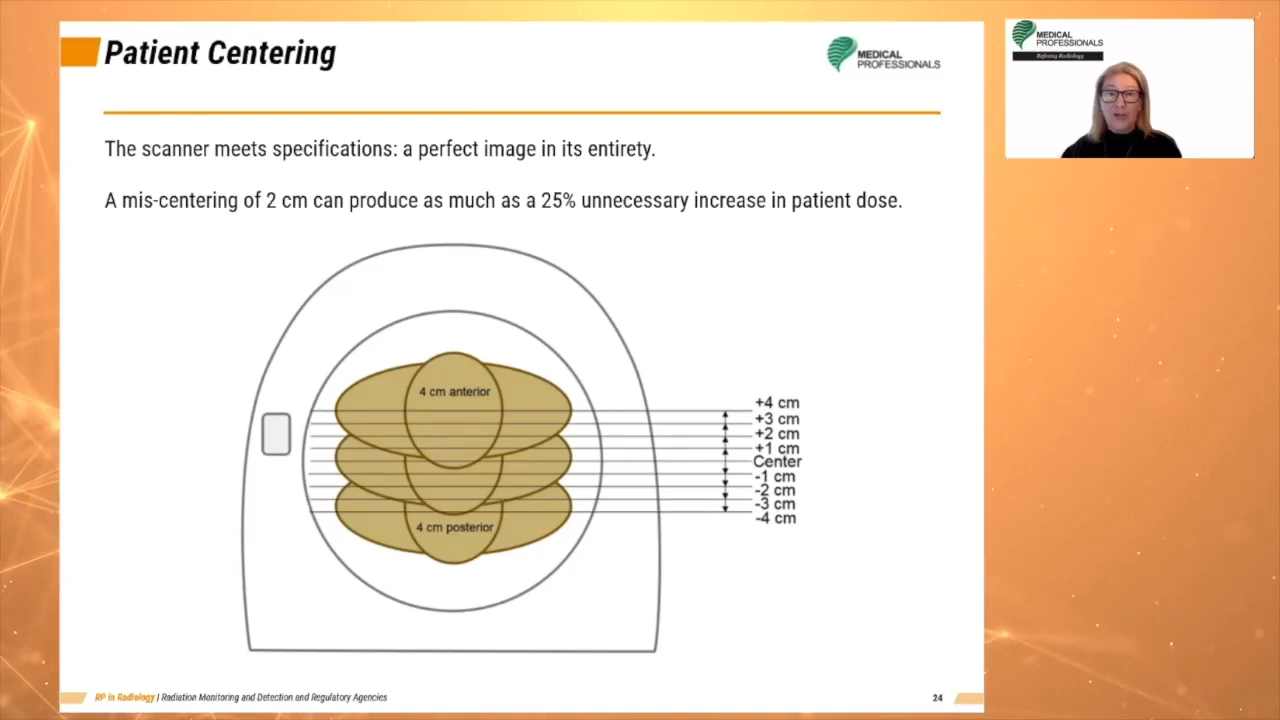 Patient Centering
MEDICAL
PROFESSIONALS
The scanner meets specifications: a perfect image in its entirety.
A mis-centering of 2 cm can produce as much as a 25% unnecessary increase in patient dose.
4 cm anterior
4 cm posterior
+4 cm
+3 cm
+2 cm
+1 cm
Center
-1 cm
-2 cm
-3 cm
-4 cm
RP in Radiology | Radiation Monitoring and Detection and Regulatory Agencies
24
MEDICAL
PROFESSIONALS
Refining Radiology